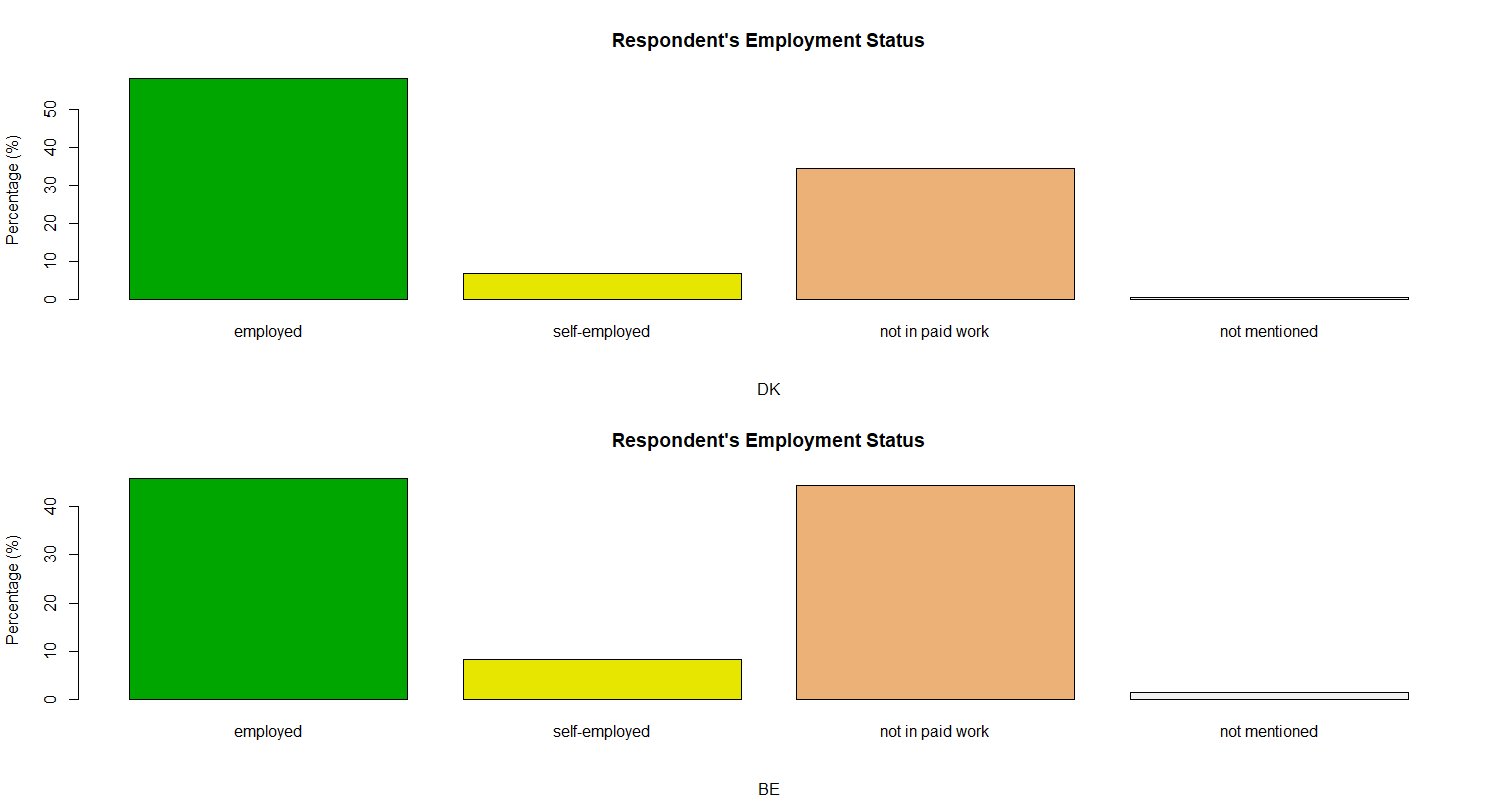 Respondent's Employment Status
Percentage (%)
50
40
30
20
10
0
employed self-employed not in paid work not mentioned
DK
Respondent's Employment Status
Percentage (%)
40
30
20
10
0
employed self-employed not in paid work not mentioned
BE